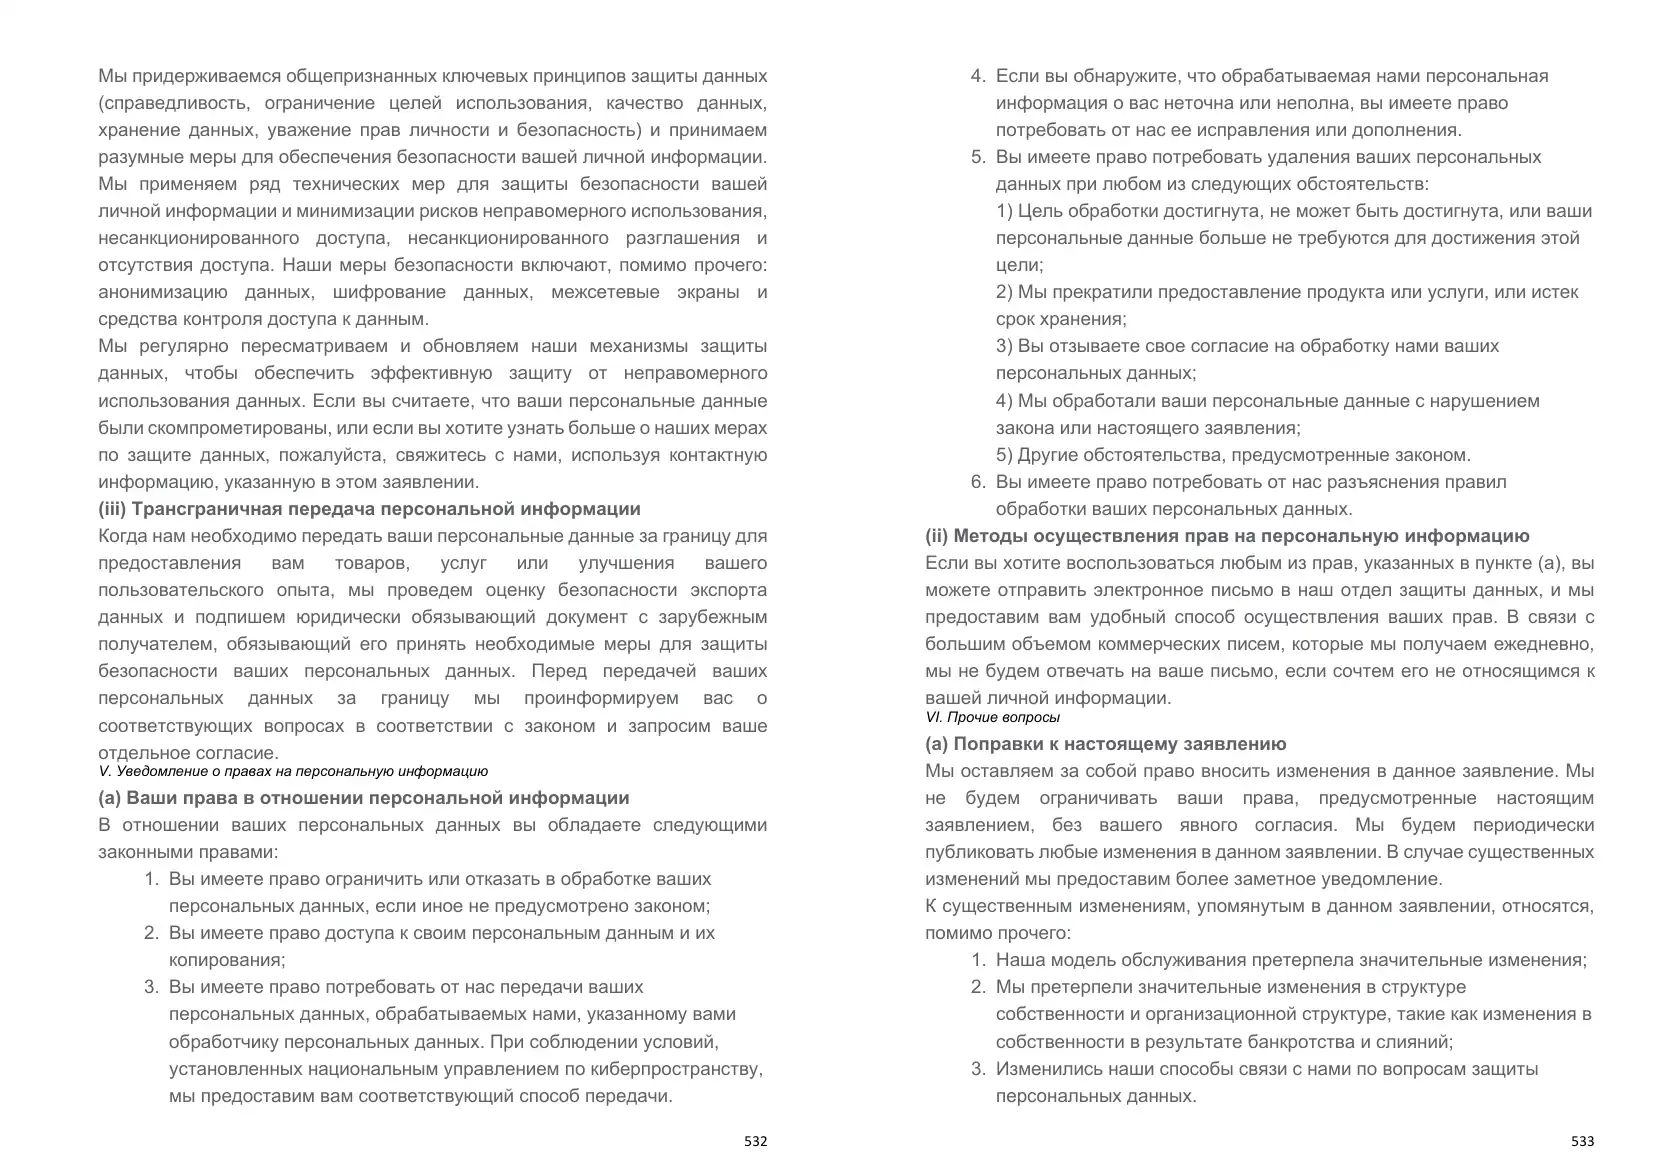 Мы придерживаемся общепризнанных ключевых принципов защиты данных
(справедливость, ограничение целей использования, качество данных,
хранение данных, уважение прав личности и безопасность) и принимаем
разумные меры для обеспечения безопасности вашей личной информации.
Мы применяем ряд технических мер для защиты безопасности вашей
личной информации и минимизации рисков неправомерного использования,
несанкционированного доступа, несанкционированного разглашения и
отсутствия доступа. Наши меры безопасности включают, помимо прочего:
анонимизацию данных, шифрование данных, межсетевые экраны и
средства контроля доступа к данным.
Мы регулярно пересматриваем и обновляем наши механизмы защиты
данных, чтобы обеспечить эффективную защиту от неправомерного
использования данных. Если вы считаете, что ваши персональные данные
были скомпрометированы, или если вы хотите узнать больше о наших мерах
по защите данных, пожалуйста, свяжитесь с нами, используя контактную
информацию, указанную в этом заявлении.
(iii) Трансграничная передача персональной информации
Когда нам необходимо передать ваши персональные данные за границу для
предоставления вам товаров, услуг или улучшения вашего
пользовательского опыта, мы проведем оценку безопасности экспорта
данных и подпишем юридически обязывающий документ с зарубежным
получателем, обязывающий его принять необходимые меры для защиты
безопасности ваших персональных данных. Перед передачей ваших
персональных данных за границу мы проинформируем вас о
соответствующих вопросах в соответствии с законом и запросим ваше
отдельное согласие.
V. Уведомление о правах на персональную информацию
(a) Ваши права в отношении персональной информации
В отношении ваших персональных данных вы обладаете следующими
законными правами:
1. Вы имеете право ограничить или отказать в обработке ваших
персональных данных, если иное не предусмотрено законом;
2. Вы имеете право доступа к своим персональным данным и их
копирования;
3. Вы имеете право потребовать от нас передачи ваших
персональных данных, обрабатываемых нами, указанному вами
обработчику персональных данных. При соблюдении условий,
установленных национальным управлением по киберпространству,
мы предоставим вам соответствующий способ передачи.
532
4. Если вы обнаружите, что обрабатываемая нами персональная
информация о вас неточна или неполна, вы имеете право
потребовать от нас ее исправления или дополнения.
5. Вы имеете право потребовать удаления ваших персональных
данных при любом из следующих обстоятельств:
1) Цель обработки достигнута, не может быть достигнута, или ваши
персональные данные больше не требуются для достижения этой
цели;
2) Мы прекратили предоставление продукта или услуги, или истек
срок хранения;
3) Вы отзываете свое согласие на обработку нами ваших
персональных данных;
4) Мы обработали ваши персональные данные с нарушением
закона или настоящего заявления;
5) Другие обстоятельства, предусмотренные законом.
6. Вы имеете право потребовать от нас разъяснения правил
обработки ваших персональных данных.
(ii) Методы осуществления прав на персональную информацию
Если вы хотите воспользоваться любым из прав, указанных в пункте (a), вы
можете отправить электронное письмо в наш отдел защиты данных, и мы
предоставим вам удобный способ осуществления ваших прав. В связи с
большим объемом коммерческих писем, которые мы получаем ежедневно,
мы не будем отвечать на ваше письмо, если сочтем его не относящимся к
вашей личной информации.
VI. Прочие вопросы
(a) Поправки к настоящему заявлению
Мы оставляем за собой право вносить изменения в данное заявление. Мы
не будем ограничивать ваши права, предусмотренные настоящим
заявлением, без вашего явного согласия. Мы будем периодически
публиковать любые изменения в данном заявлении. В случае существенных
изменений мы предоставим более заметное уведомление.
К существенным изменениям, упомянутым в данном заявлении, относятся,
помимо прочего:
1. Наша модель обслуживания претерпела значительные изменения;
2. Мы претерпели значительные изменения в структуре
собственности и организационной структуре, такие как изменения в
собственности в результате банкротства и слияний;
3. Изменились наши способы связи с нами по вопросам защиты
персональных данных.
533